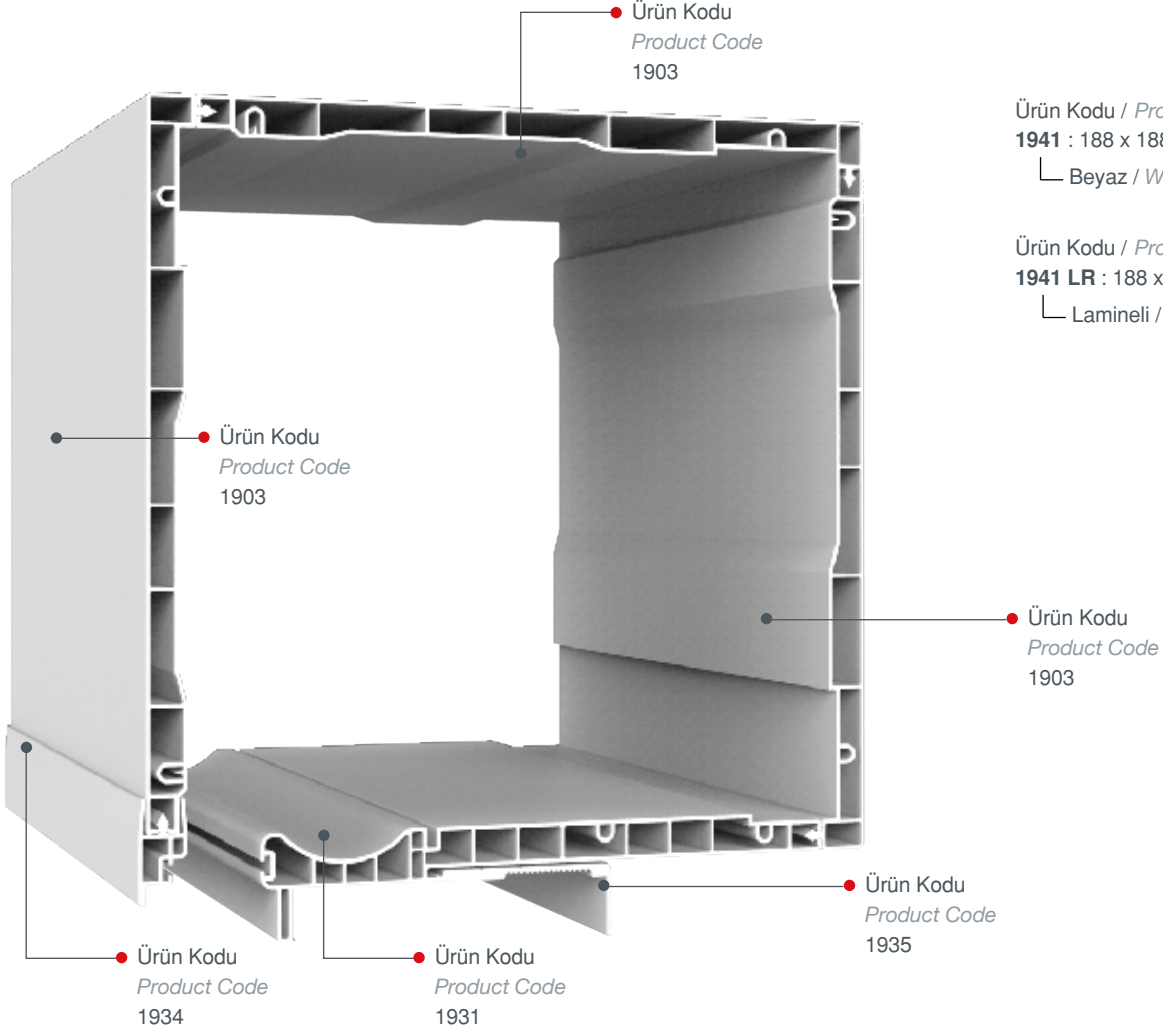 Ürün Kodu
Product Code
1903
Ürün Kodu /
1941 : 188 x
Beyaz /
Ürün Kodu /
1941 LR : 188 x
Lamineli /
Ürün Kodu
Product Code
1903
Ürün Kodu
Product Code
1903
Ürün Kodu
Product Code
1935
Ürün Kodu
Product Code
1934
Ürün Kodu
Product Code
1931